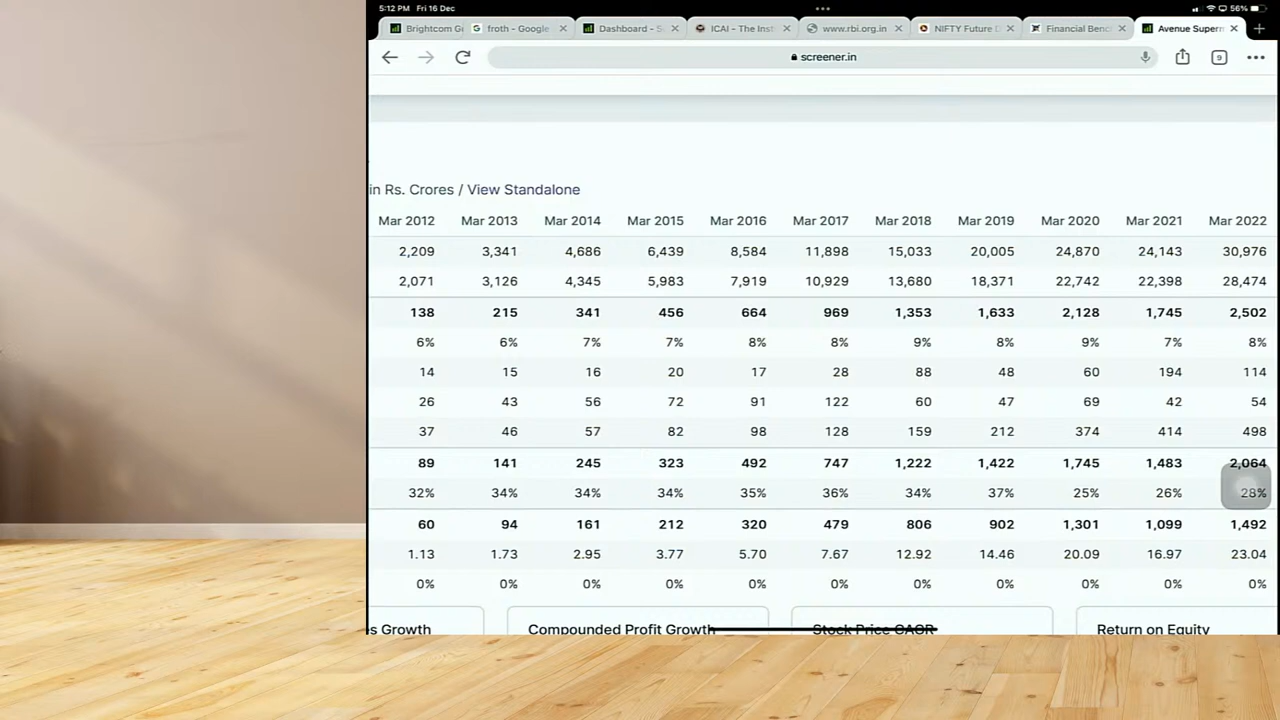 5:12 PM Fri 16 Dec
56%
Brightcom G
froth - Google
Dashboard - S
ICAI - The Inst
www.rbi.org.in
NIFTY Future D
Financial Benc
Avenue Superm
screener.in
9
in Rs. Crores / View Standalone
Mar 2012 Mar 2013 Mar 2014 Mar 2015 Mar 2016 Mar 2017 Mar 2018 Mar 2019 Mar 2020 Mar 2021 Mar 2022
2,209 3,341 4,686 6,439 8,584 11,898 15,033 20,005 24,870 24,143 30,976
2,071 3,126 4,345 5,983 7,919 10,929 13,680 18,371 22,742 22,398 28,474
138 215 341 456 664 969 1,353 1,633 2,128 1,745 2,502
6% 6% 7% 7% 8% 8% 9% 8% 9% 7% 8%
14 15 16 20 17 28 88 48 60 194 114
26 43 56 72 91 122 60 47 69 42 54
37 46 57 82 98 128 159 212 374 414 498
89 141 245 323 492 747 1,222 1,422 1,745 1,483 2,064
32% 34% 34% 34% 35% 36% 34% 37% 25% 26% 28%
60 94 161 212 320 479 806 902 1,301 1,099 1,492
1.13 1.73 2.95 3.77 5.70 7.67 12.92 14.46 20.09 16.97 23.04
0% 0% 0% 0% 0% 0% 0% 0% 0% 0% 0%
s Growth Compounded Profit Growth Stock Price CAGR Return on Equity